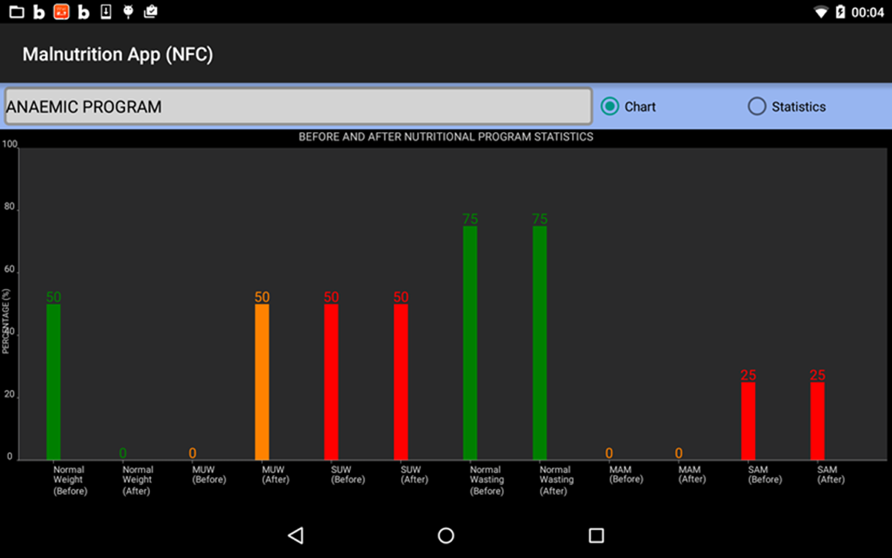 00:04
Malnutrition App (NFC)
ANAEMIC PROGRAM
Chart
Statistics
BEFORE AND AFTER NUTRITIONAL PROGRAM STATISTICS
100
80
60
40
20
0
PERCENTAGE (%)
50
0
0
50
50
50
75
75
0
0
25
25
Normal
Weight
(Before)
Normal
Weight
(After)
MUW
(Before)
MUW
(After)
SUW
(Before)
SUW
(After)
Normal
Wasting
(Before)
Normal
Wasting
(After)
MAM
(Before)
MAM
(After)
SAM
(Before)
SAM
(After)